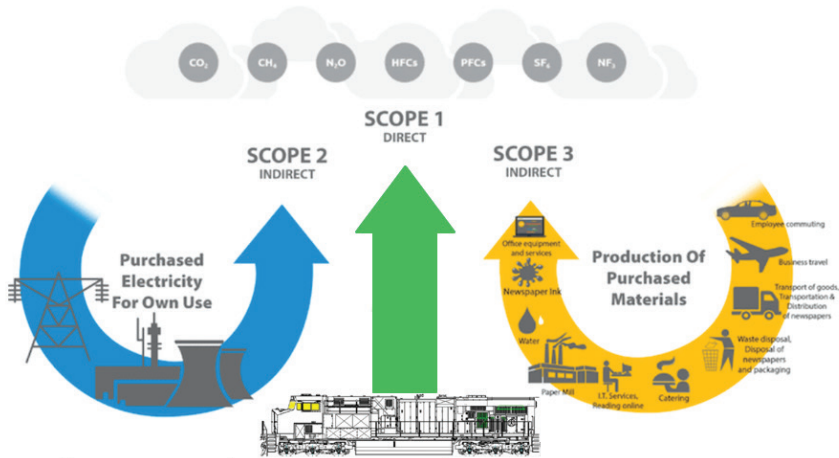 CO₂
CH₄
N₂O
HFCs
PFCs
SF₆
NF₃
SCOPE 1
DIRECT
SCOPE 2
INDIRECT
SCOPE 3
INDIRECT
Purchased
Electricity
For Own Use
Production Of
Purchased
Materials
Office equipment
and services
Newspaper Ink
Water
Paper Mill
I.T. Services,
Reading online
Catering
Waste disposal,
Disposal of
newspapers
and packaging
Transport of goods,
Transportation &
Distribution
of newspapers
Business travel
Employee commuting